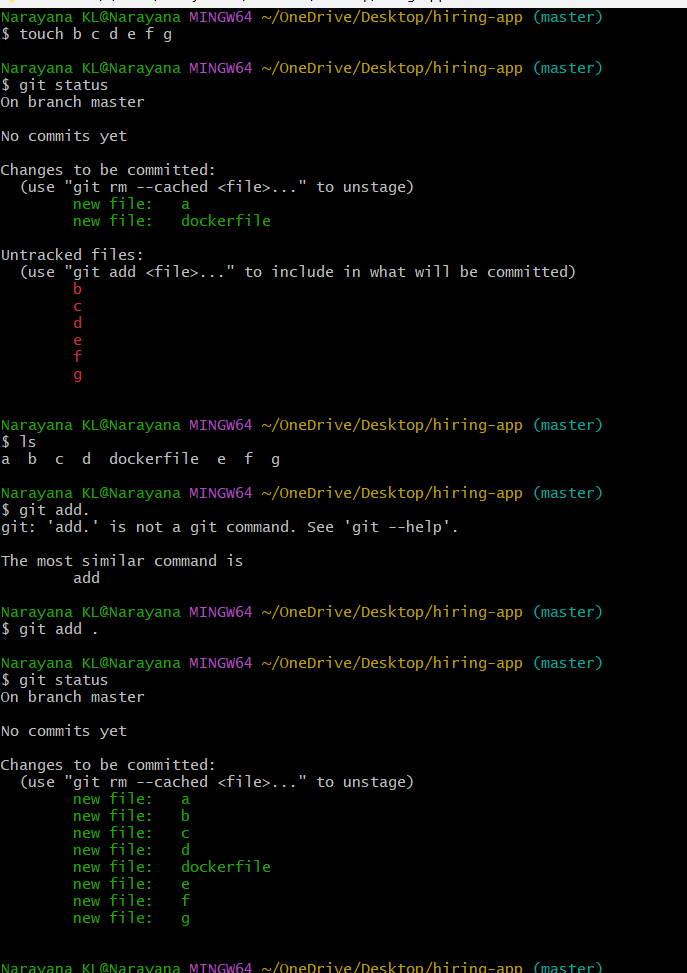 Narayana KL@Narayana MINGW64 ~/OneDrive/Desktop/hiring-app (master)
$ touch b c d e f g
Narayana KL@Narayana MINGW64 ~/OneDrive/Desktop/hiring-app (master)
$ git status
On branch master
No commits yet
Changes to be committed:
  (use "git rm --cached <file>..." to unstage)
        new file:   a
        new file:   dockerfile
Untracked files:
  (use "git add <file>..." to include in what will be committed)
        b
        c
        d
        e
        f
        g
Narayana KL@Narayana MINGW64 ~/OneDrive/Desktop/hiring-app (master)
$ ls
a  b  c  d  dockerfile  e  f  g
Narayana KL@Narayana MINGW64 ~/OneDrive/Desktop/hiring-app (master)
$ git add.
git: 'add.' is not a git command. See 'git --help'.
The most similar command is
        add
Narayana KL@Narayana MINGW64 ~/OneDrive/Desktop/hiring-app (master)
$ git add .
Narayana KL@Narayana MINGW64 ~/OneDrive/Desktop/hiring-app (master)
$ git status
On branch master
No commits yet
Changes to be committed:
  (use "git rm --cached <file>..." to unstage)
        new file:   a
        new file:   b
        new file:   c
        new file:   d
        new file:   dockerfile
        new file:   e
        new file:   f
        new file:   g
Narayana KL@Narayana MINGW64 ~/OneDrive/Desktop/hiring-app (master)